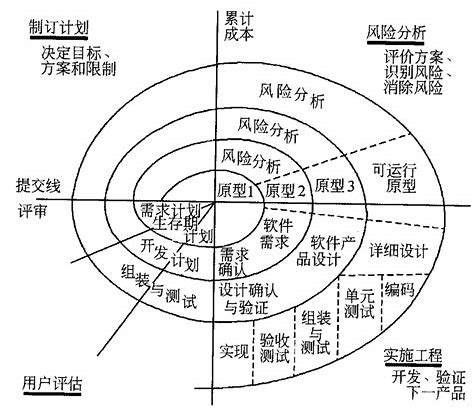 制订计划
决定目标、
方案和限制
累计
成本
风险分析
评价方案、
识别风险、
消除风险
风险分析
风险分析
风险分析
可运行
原型
原型1
原型2
原型3
提交线
评审
需求计划
生存期
计划
开发计划
组装
与测试
软件
需求
需求
确认
软件产
品设计
详细设计
设计确认
与验证
单元
测试
编码
组装
与
测试
验收
测试
实现
用户评估
实施工程
开发、验证
下一产品